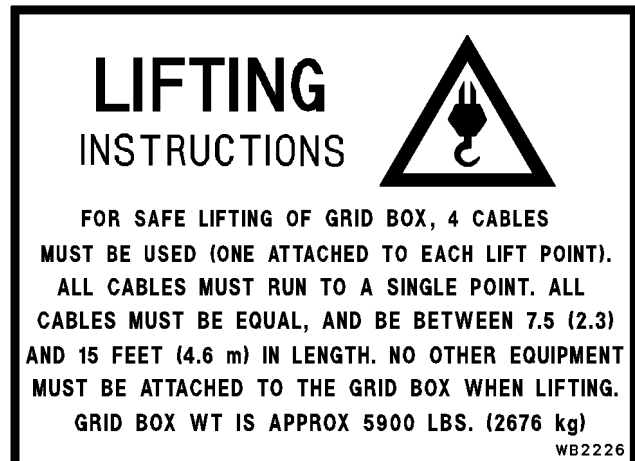 LIFTING
INSTRUCTIONS
FOR SAFE LIFTING OF GRID BOX, 4 CABLES
MUST BE USED (ONE ATTACHED TO EACH LIFT POINT).
ALL CABLES MUST RUN TO A SINGLE POINT. ALL
CABLES MUST BE EQUAL, AND BE BETWEEN 7.5 (2.3)
AND 15 FEET (4.6 m) IN LENGTH. NO OTHER EQUIPMENT
MUST BE ATTACHED TO THE GRID BOX WHEN LIFTING.
GRID BOX WT IS APPROX 5900 LBS. (2676 kg)
WB2226